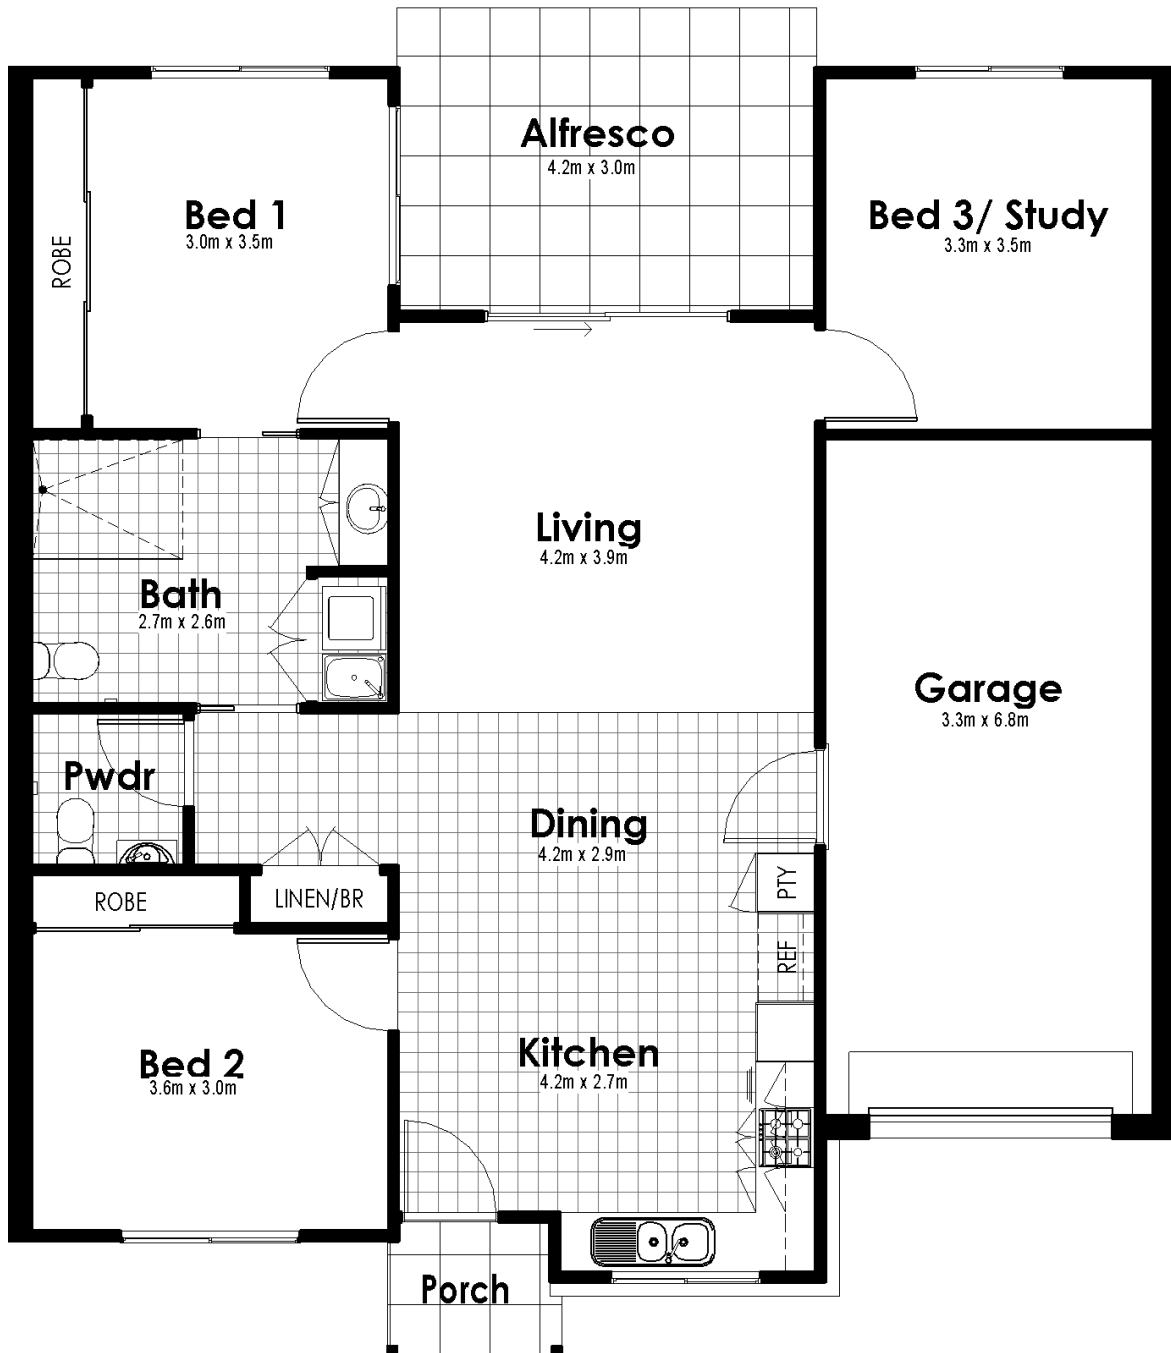 Alfresco
4.2m x 3.0m
Bed 1
3.0m x 3.5m
ROBE
Bed 3/ Study
3.3m x 3.5m
Living
4.2m x 3.9m
Bath
2.7m x 2.6m
Garage
3.3m x 6.8m
Pwdr
Dining
4.2m x 2.9m
PTY
ROBE
LINEN/BR
REF
Bed 2
3.6m x 3.0m
Kitchen
4.2m x 2.7m
Porch